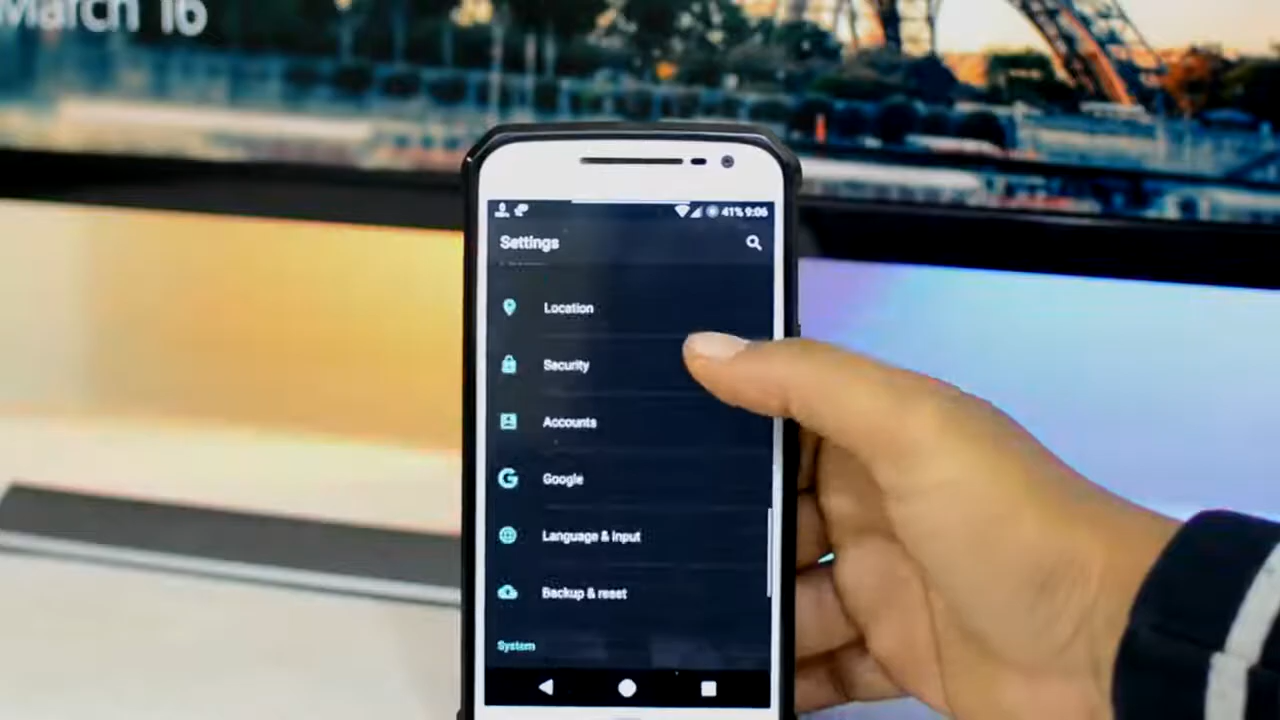 March 16
41% 9:06
Settings
Location
Security
Accounts
Google
Language & input
Backup & reset
System